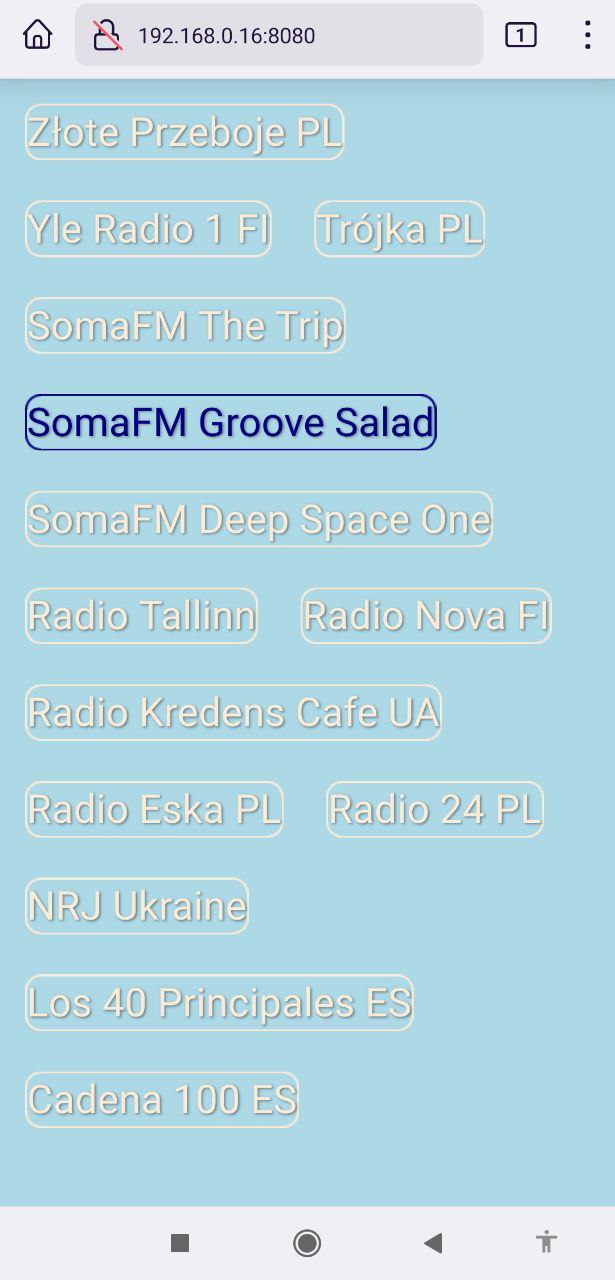 192.168.0.16:8080
1
Złote Przeboje PL
Yle Radio 1 FI Trójka PL
SomaFM The Trip
SomaFM Groove Salad
SomaFM Deep Space One
Radio Tallinn Radio Nova FI
Radio Kredens Cafe UA
Radio Eska PL Radio 24 PL
NRJ Ukraine
Los 40 Principales ES
Cadena 100 ES